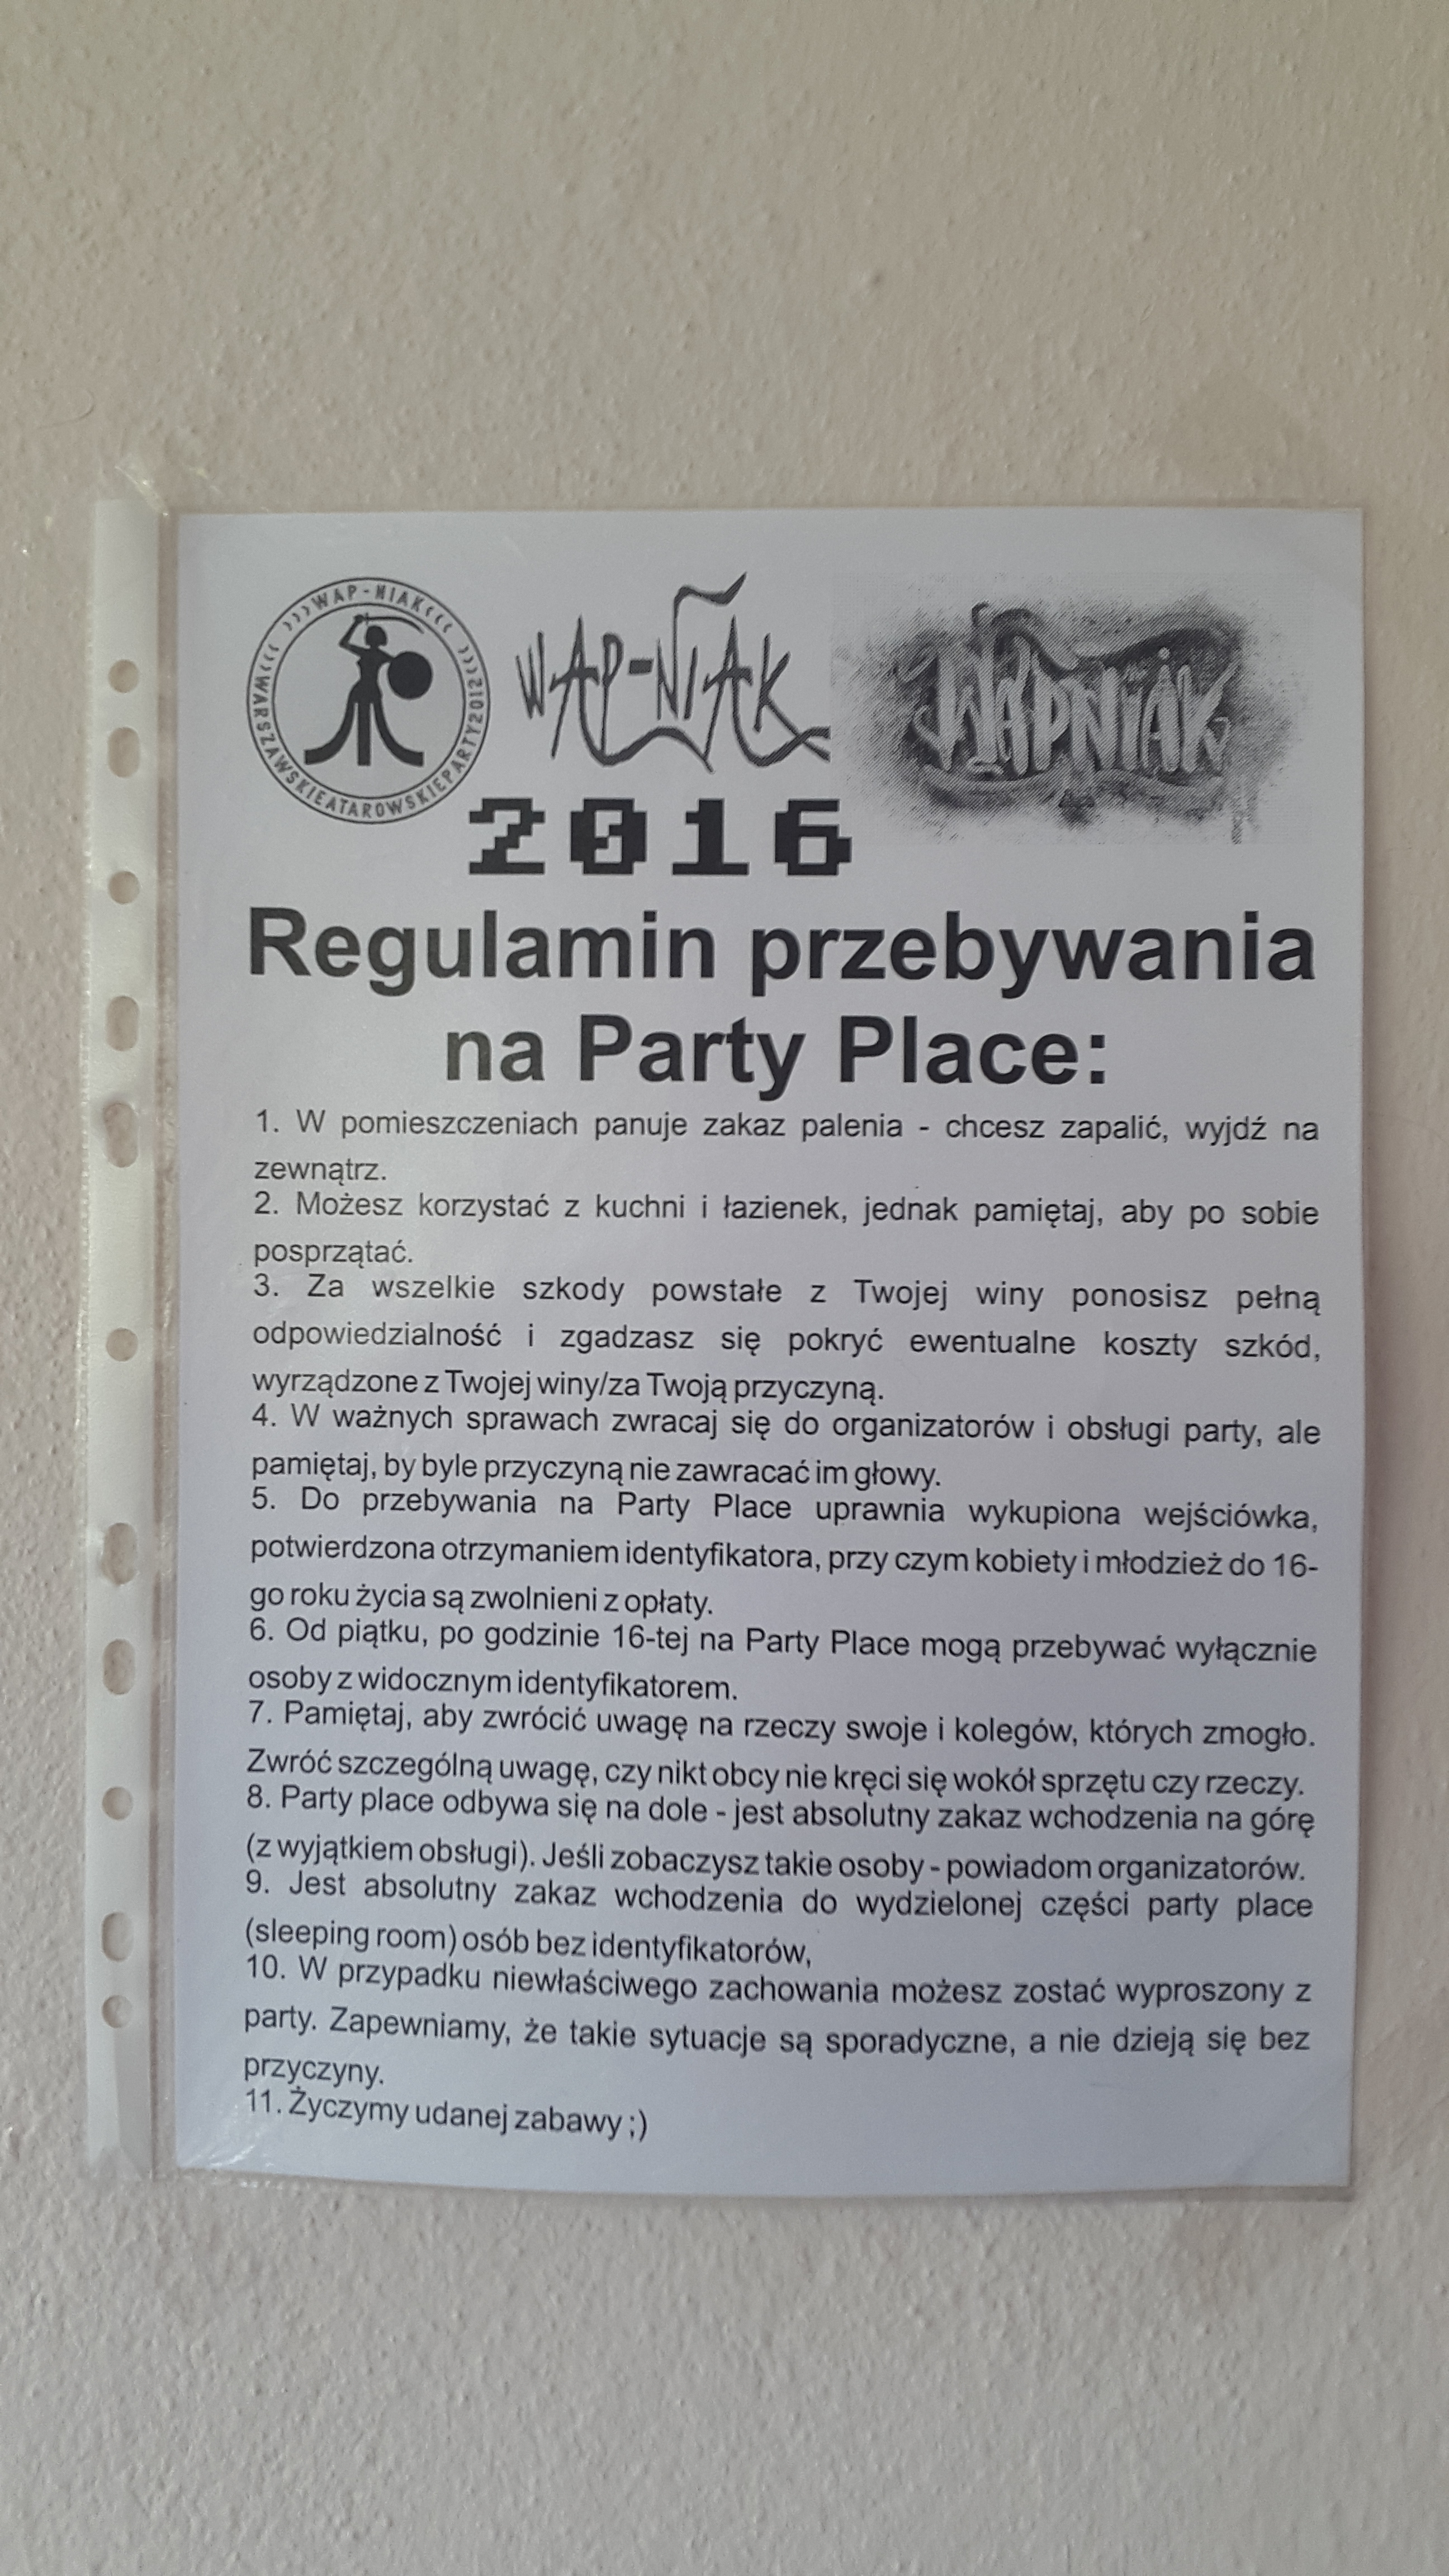 >>>WAP-NIAK<<<
>>>WARSZAWSKIEATAROWSKIEPARTY2012<<<
WAP-NIAK
WAPNIAK
2016
Regulamin przebywania
na Party Place:
1. W pomieszczeniach panuje zakaz palenia - chcesz zapalić, wyjdź na
zewnątrz.
2. Możesz korzystać z kuchni i łazienek, jednak pamiętaj, aby po sobie
posprzątać.
3. Za wszelkie szkody powstałe z Twojej winy ponosisz pełną
odpowiedzialność i zgadzasz się pokryć ewentualne koszty szkód,
wyrządzone z Twojej winy/za Twoją przyczyną.
4. W ważnych sprawach zwracaj się do organizatorów i obsługi party, ale
pamiętaj, by byle przyczyną nie zawracać im głowy.
5. Do przebywania na Party Place uprawnia wykupiona wejściówka,
potwierdzona otrzymaniem identyfikatora, przy czym kobiety i młodzież do 16-
go roku życia są zwolnieni z opłaty.
6. Od piątku, po godzinie 16-tej na Party Place mogą przebywać wyłącznie
osoby z widocznym identyfikatorem.
7. Pamiętaj, aby zwrócić uwagę na rzeczy swoje i kolegów, których zmogło.
Zwróć szczególną uwagę, czy nikt obcy nie kręci się wokół sprzętu czy rzeczy.
8. Party place odbywa się na dole - jest absolutny zakaz wchodzenia na górę
(z wyjątkiem obsługi). Jeśli zobaczysz takie osoby - powiadom organizatorów.
9. Jest absolutny zakaz wchodzenia do wydzielonej części party place
(sleeping room) osób bez identyfikatorów,
10. W przypadku niewłaściwego zachowania możesz zostać wyproszony z
party. Zapewniamy, że takie sytuacje są sporadyczne, a nie dzieją się bez
przyczyny.
11. Życzymy udanej zabawy ;)